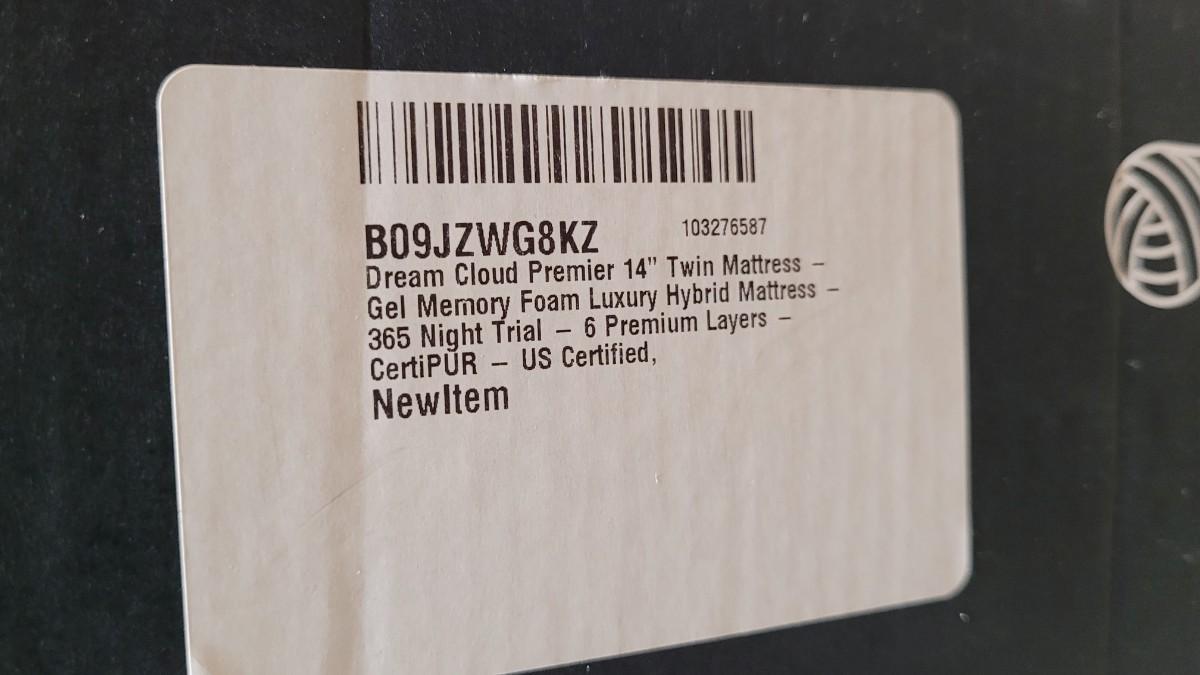 B09JZWG8KZ 103276587
Dream Cloud Premier 14” Twin Mattress –
Gel Memory Foam Luxury Hybrid Mattress –
365 Night Trial – 6 Premium Layers –
CertiPUR – US Certified,
NewItem